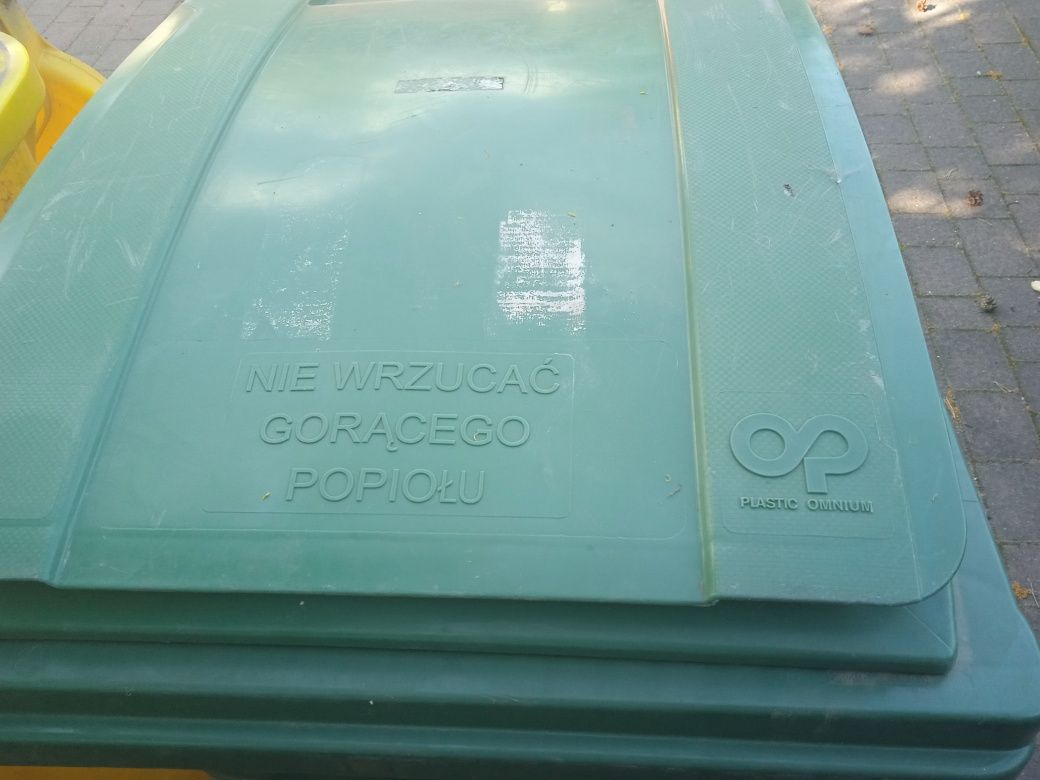 NIE WRZUCAĆ
GORĄCEGO
POPIOŁU
PLASTIC OMNIUM